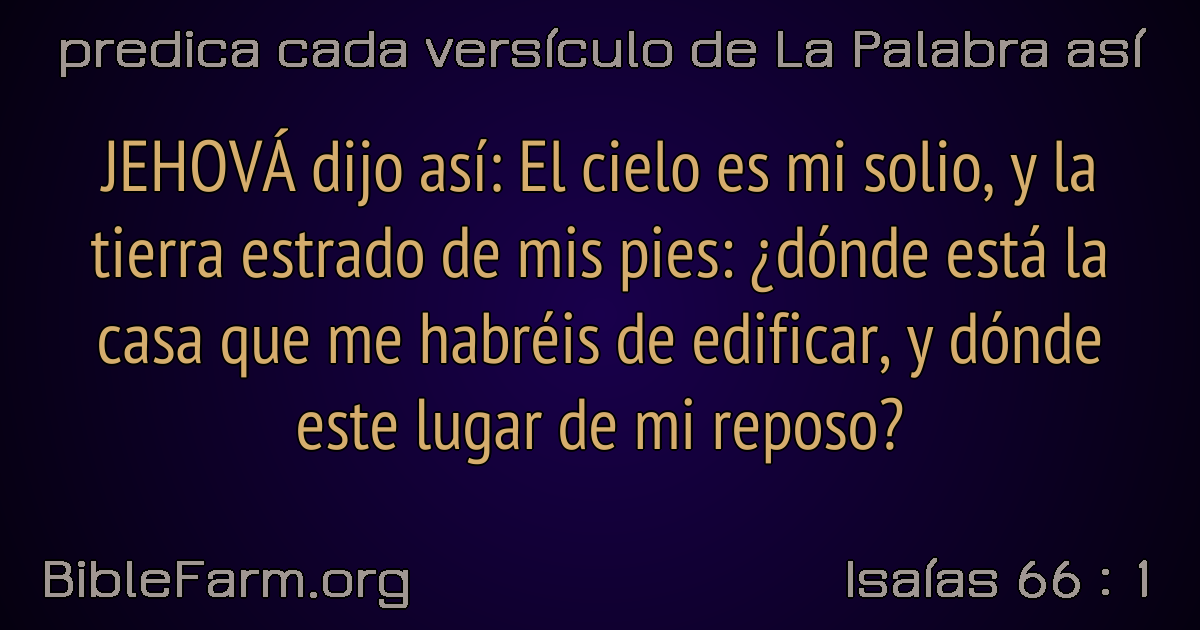 predica cada versículo de La Palabra así
JEHOVÁ dijo así: El cielo es mi solio, y la
tierra estrado de mis pies: ¿dónde está la
casa que me habréis de edificar, y dónde
este lugar de mi reposo?
BibleFarm.org
Isaías 66 : 1